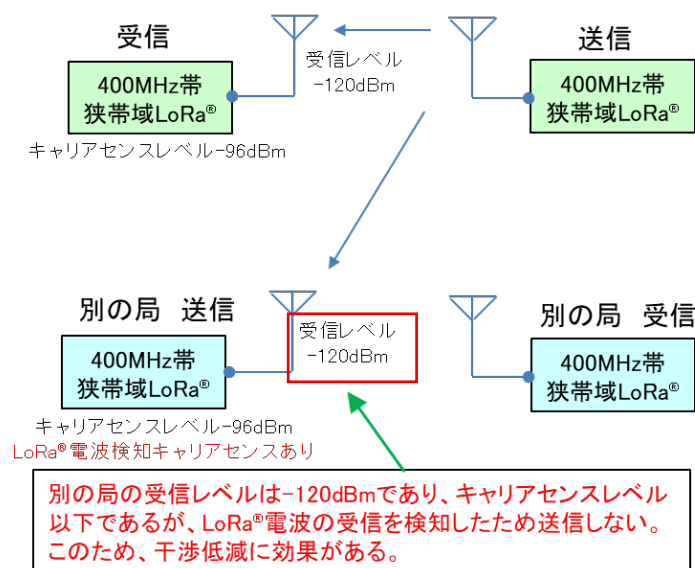 受信
送信
受信レベル
-120dBm
400MHz帯
狭帯域LoRa®
400MHz帯
狭帯域LoRa®
キャリアセンスレベル-96dBm
別の局 送信
受信レベル
-120dBm
別の局 受信
400MHz帯
狭帯域LoRa®
400MHz帯
狭帯域LoRa®
キャリアセンスレベル-96dBm
LoRa®電波検知キャリアセンスあり
別の局の受信レベルは-120dBmであり、キャリアセンスレベル
以下であるが、LoRa®電波の受信を検知したため送信しない。
このため、干渉低減に効果がある。